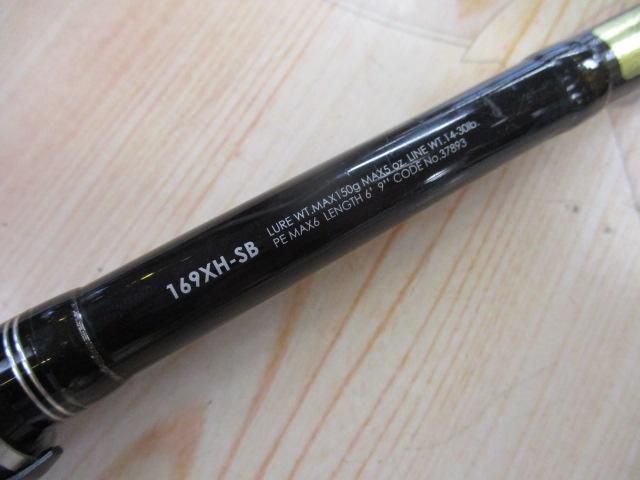 169XH-SB
LURE WT.MAX150g MAX5 oz. LINE WT.14-30lb.
PE MAX6 LENGTH 6' 9'' CODE No.37893